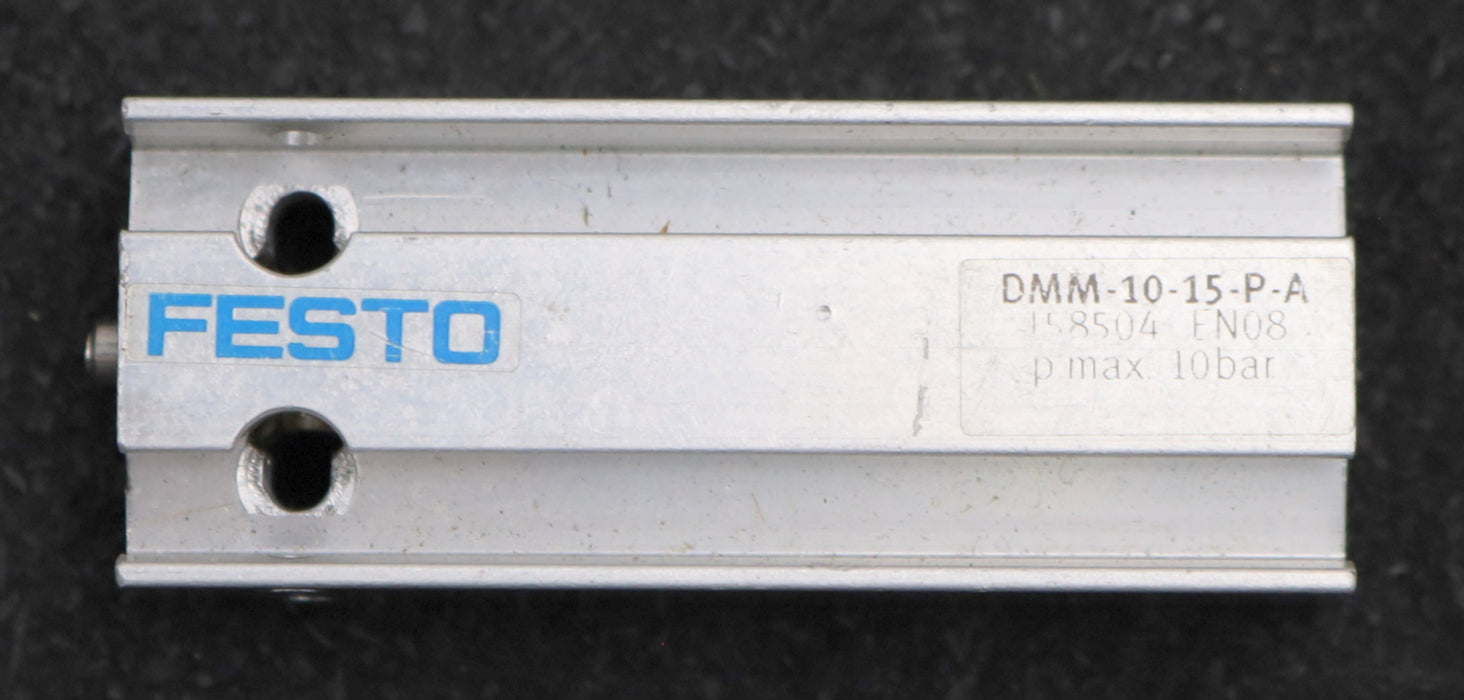 FESTO
DMM-10-15-P-A
158504 EN08
p max. 10bar